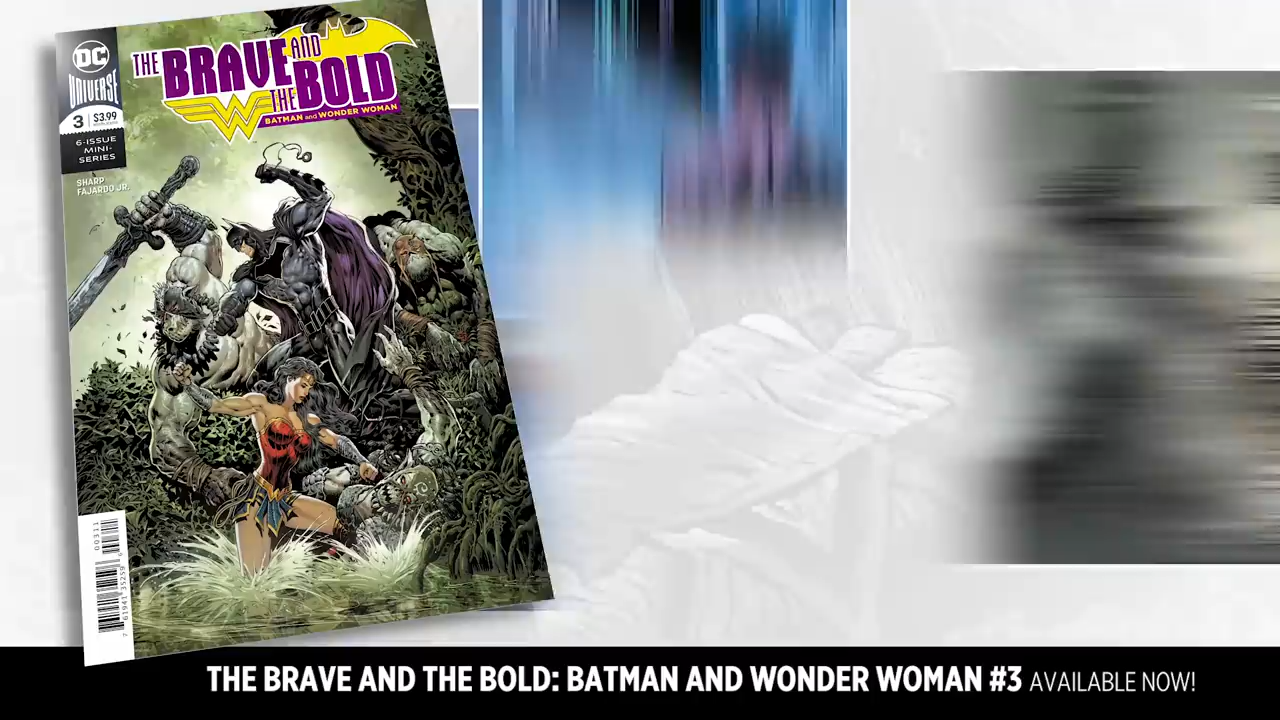 DC
UNIVERSE
3 $3.99
6-ISSUE
MINI-
SERIES
SHARP
FAJARDO JR.
THE BRAVE AND
THE BOLD
BATMAN and WONDER WOMAN
00311
THE BRAVE AND THE BOLD: BATMAN AND WONDER WOMAN #3 AVAILABLE NOW!